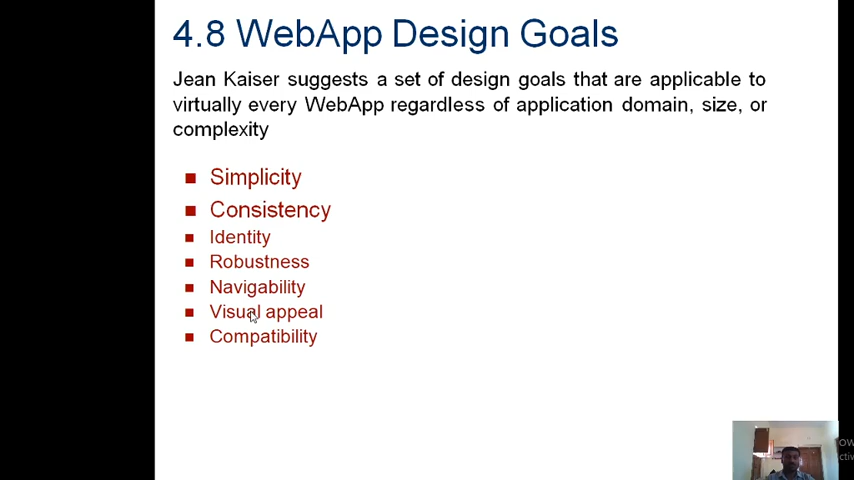 4.8 WebApp Design Goals
Jean Kaiser suggests a set of design goals that are applicable to
virtually every WebApp regardless of application domain, size, or
complexity
Simplicity
Consistency
Identity
Robustness
Navigability
Visual appeal
Compatibility